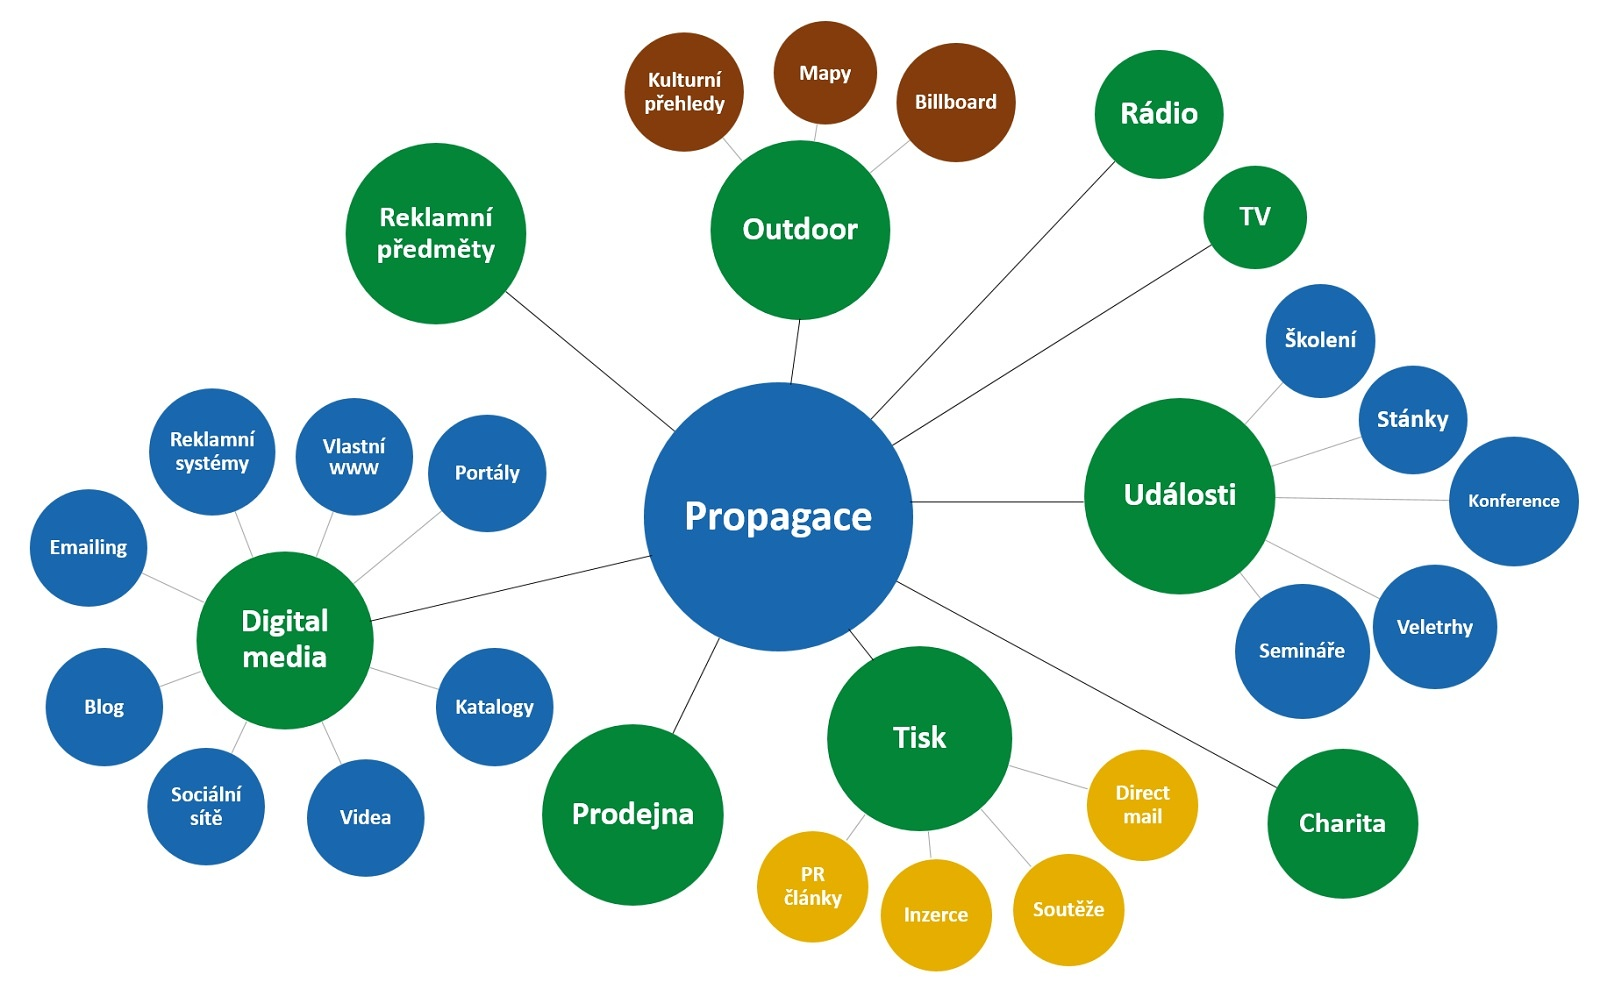 Kulturní
přehledy
Mapy
Billboard
Rádio
Reklamní
předměty
Outdoor
TV
Školení
Stánky
Reklamní
systémy
Vlastní
www
Portály
Propagace
Události
Konference
Emailing
Digital
media
Semináře
Veletrhy
Blog
Katalogy
Tisk
Sociální
sítě
Videa
Prodejna
Direct
mail
Charita
PR
články
Inzerce
Soutěže